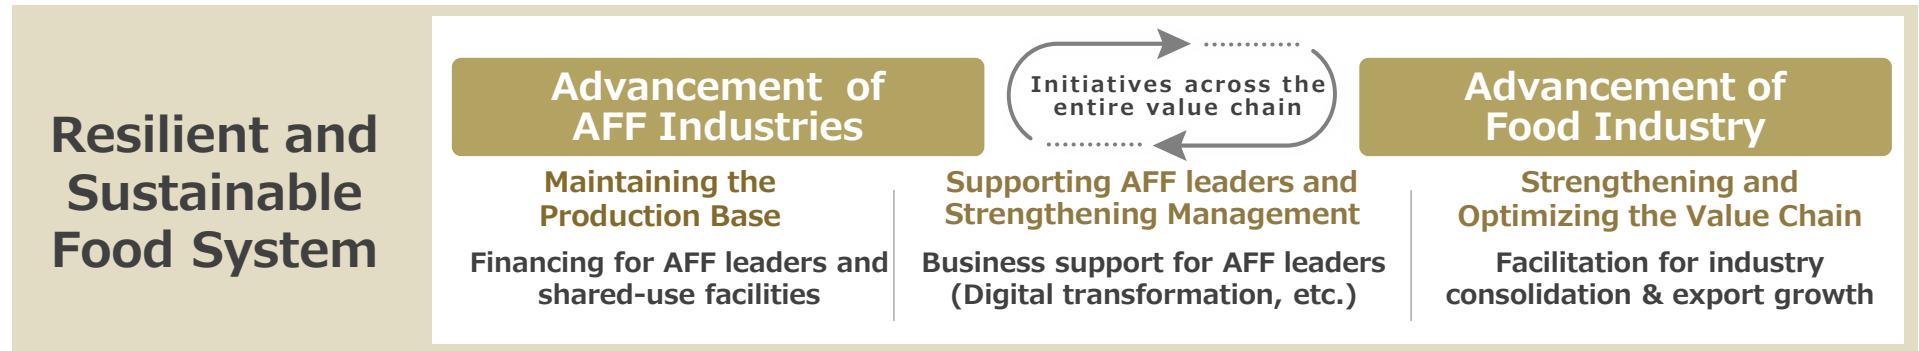 Resilient and
Sustainable
Food System
Advancement of
AFF Industries
Initiatives across the
entire value chain
Advancement of
Food Industry
Maintaining the
Production Base
Financing for AFF leaders and
shared-use facilities
Supporting AFF leaders and
Strengthening Management
Business support for AFF leaders
(Digital transformation, etc.)
Strengthening and
Optimizing the Value Chain
Facilitation for industry
consolidation & export growth